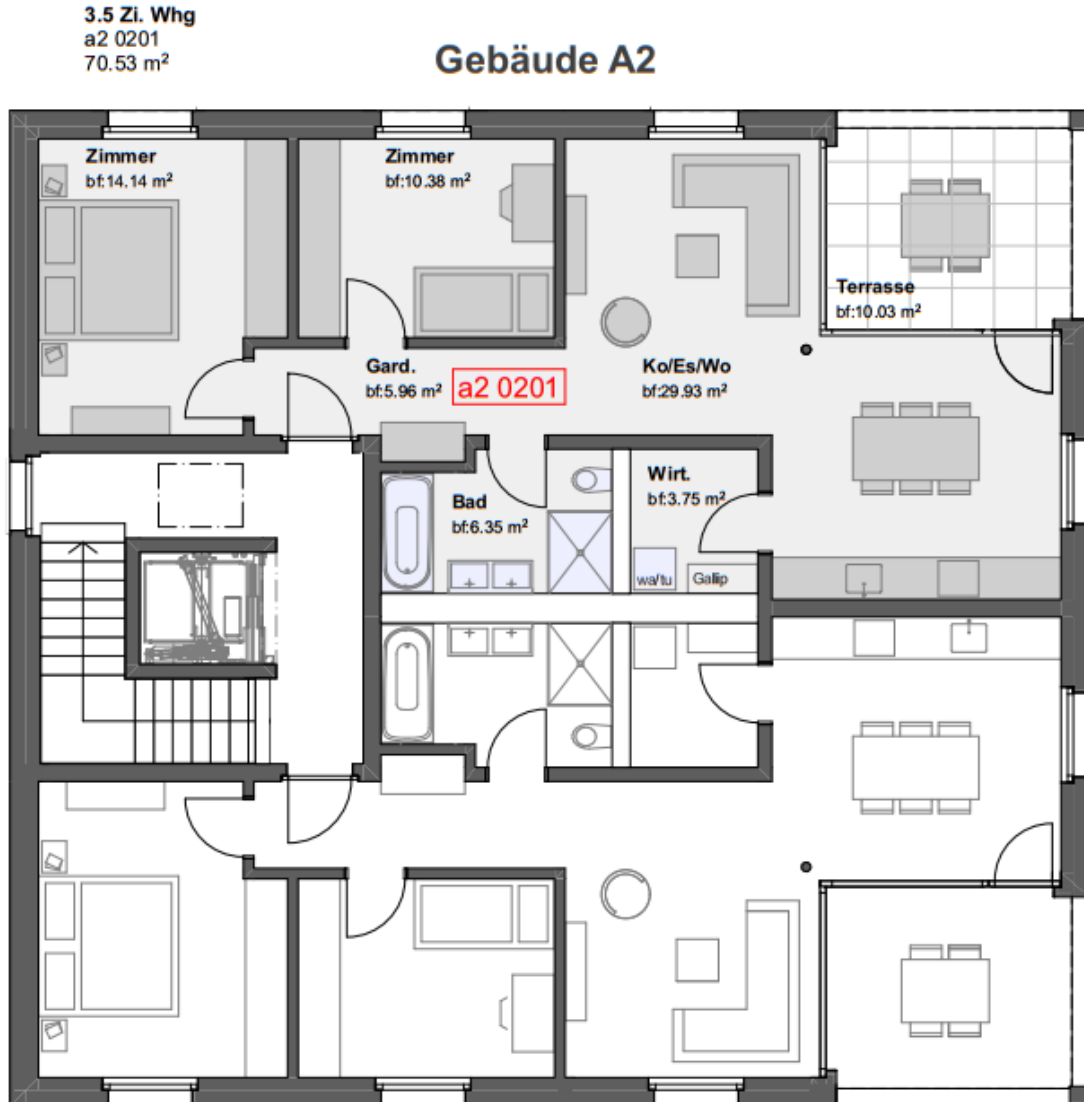 3.5 Zi. Whg
a2 0201
70.53 m²
Gebäude A2
Zimmer
bf:14.14 m²
Zimmer
bf:10.38 m²
Terrasse
bf:10.03 m²
Gard.
bf:5.96 m²
a2 0201
Ko/Es/Wo
bf:29.93 m²
Bad
bf:6.35 m²
Wirt.
bf:3.75 m²
wa/tu
Gallip